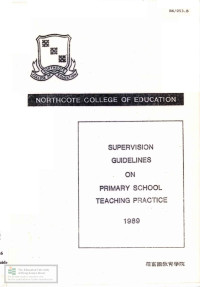 NORTHCOTE COLLEGE OF EDUCATION
SUPERVISION
GUIDELINES
ON
PRIMARY SCHOOL
TEACHING PRACTICE
1989
羅富國教育學院